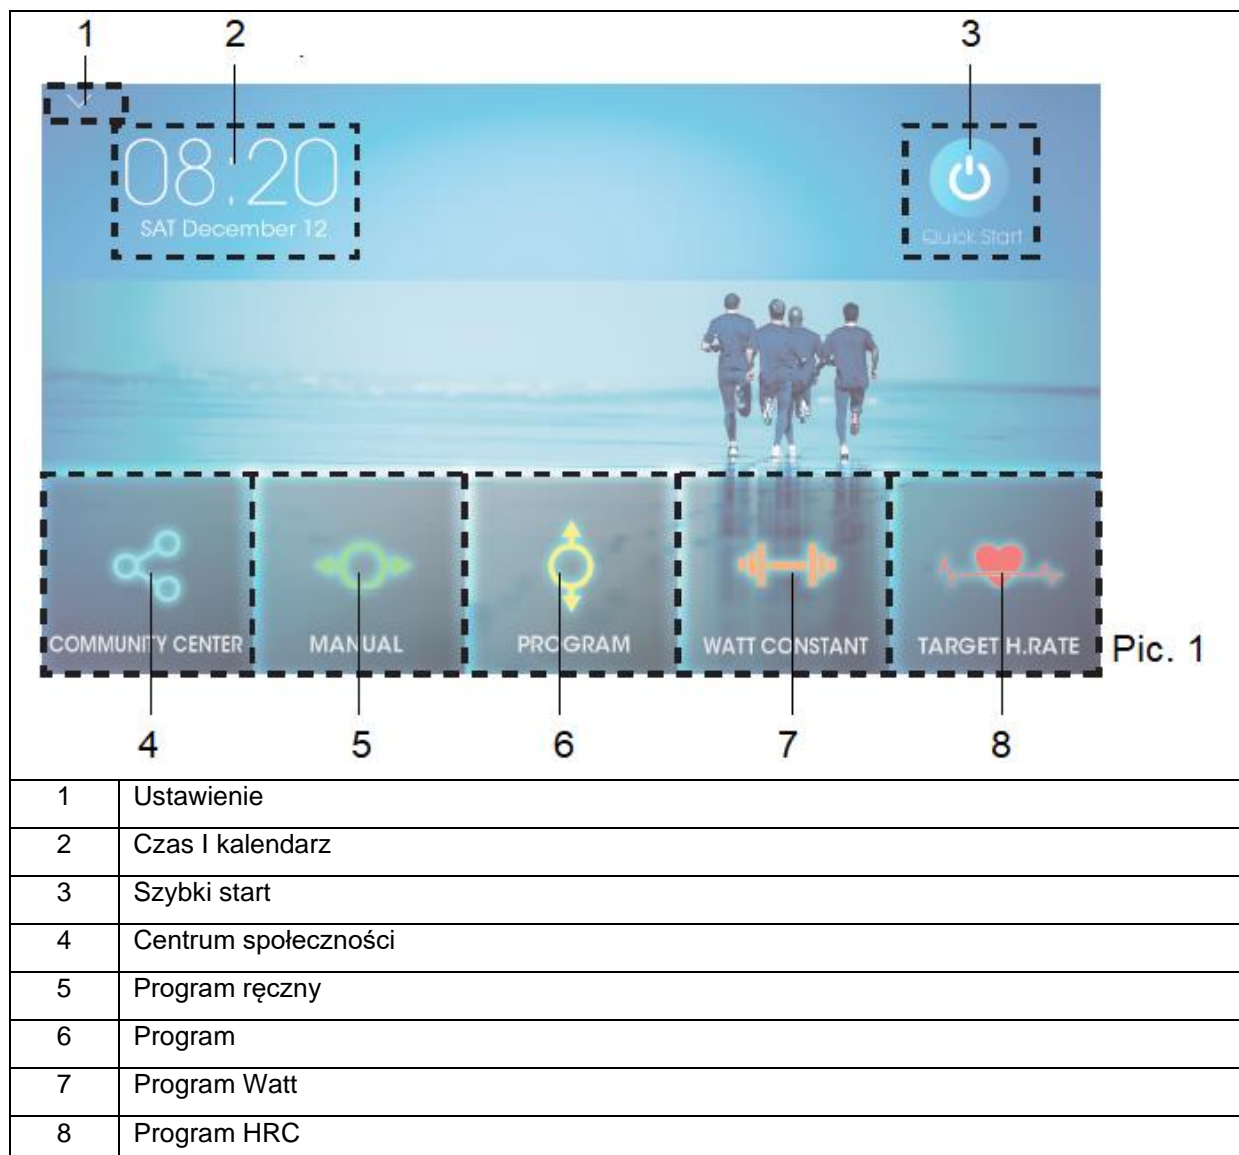 1 2 3
08:20
SAT December 12
Quick Start
COMMUNITY CENTER MANUAL PROGRAM WATT CONSTANT TARGET H.RATE
Pic. 1
4 5 6 7 8
1 Ustawienie
2 Czas I kalendarz
3 Szybki start
4 Centrum społeczności
5 Program ręczny
6 Program
7 Program Watt
8 Program HRC